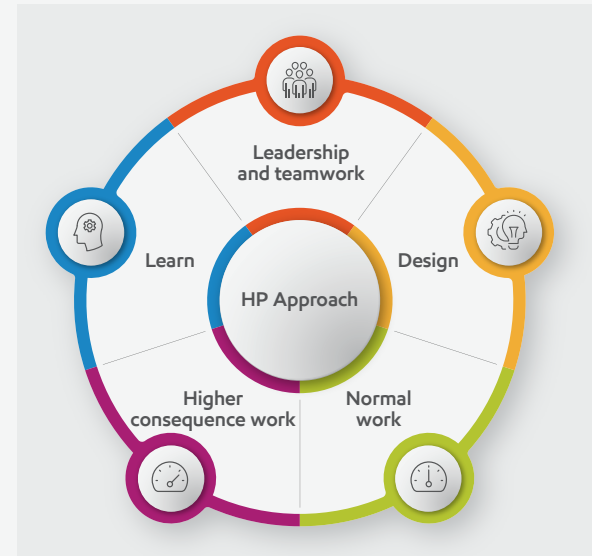 Leadership
and teamwork
Learn
Design
HP Approach
Higher
consequence work
Normal
work